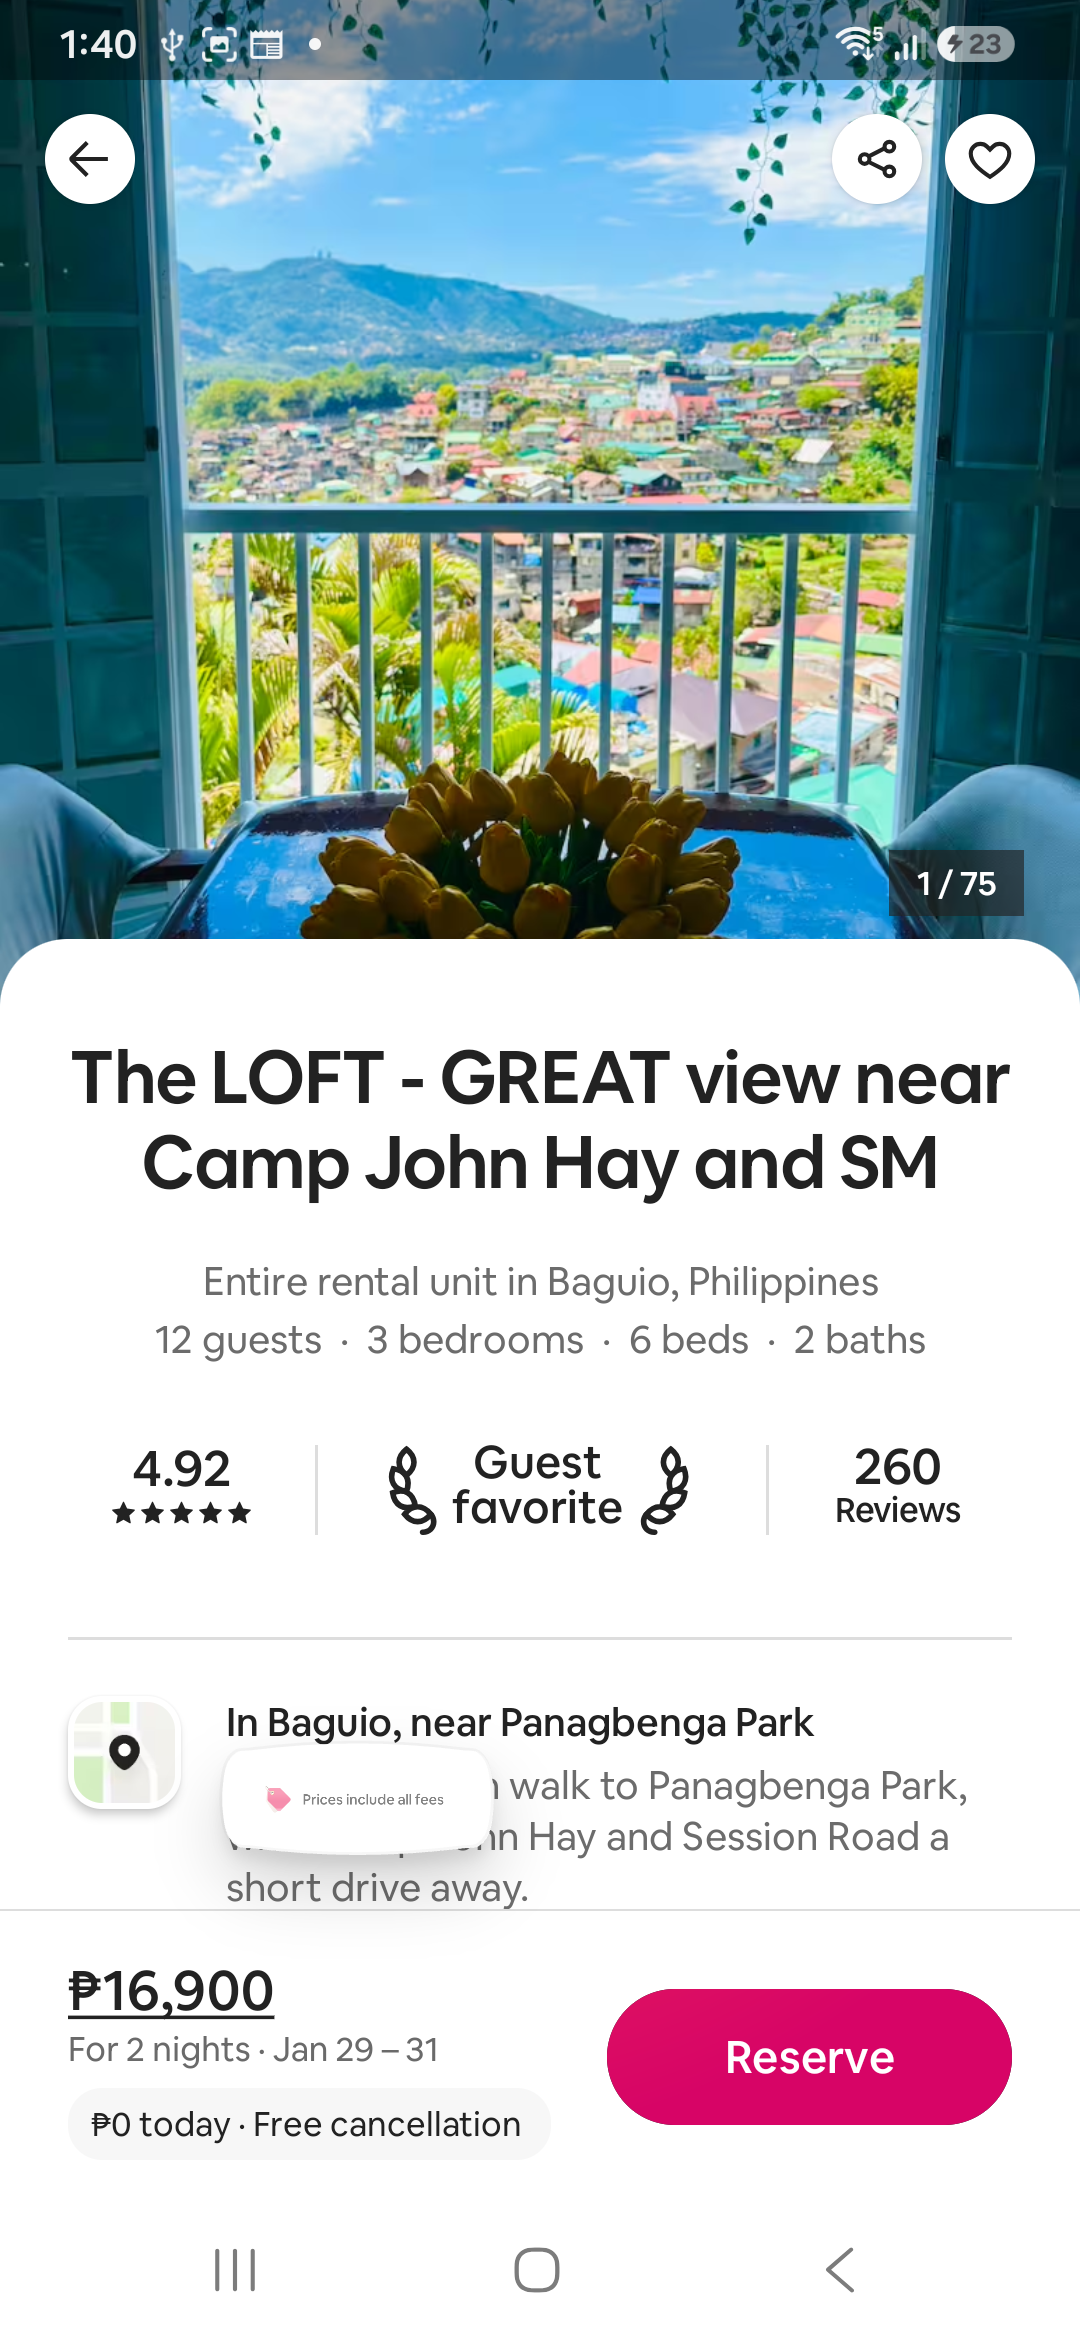 1:40
5
23
1 / 75
The LOFT - GREAT view near
Camp John Hay and SM
Entire rental unit in Baguio, Philippines
12 guests · 3 bedrooms · 6 beds · 2 baths
4.92
Guest
favorite
260
Reviews
In Baguio, near Panagbenga Park
walk to Panagbenga Park,
Prices include all fees
Hay and Session Road a
short drive away.
₱16,900
For 2 nights · Jan 29 – 31
Reserve
₱0 today · Free cancellation